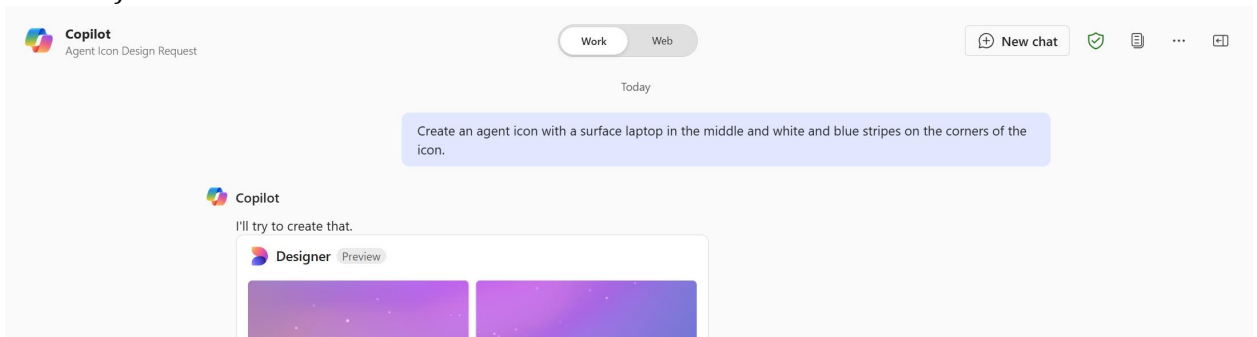 Copilot
Agent Icon Design Request
Work
Web
New chat
Today
Create an agent icon with a surface laptop in the middle and white and blue stripes on the corners of the
icon.
Copilot
I'll try to create that.
Designer Preview